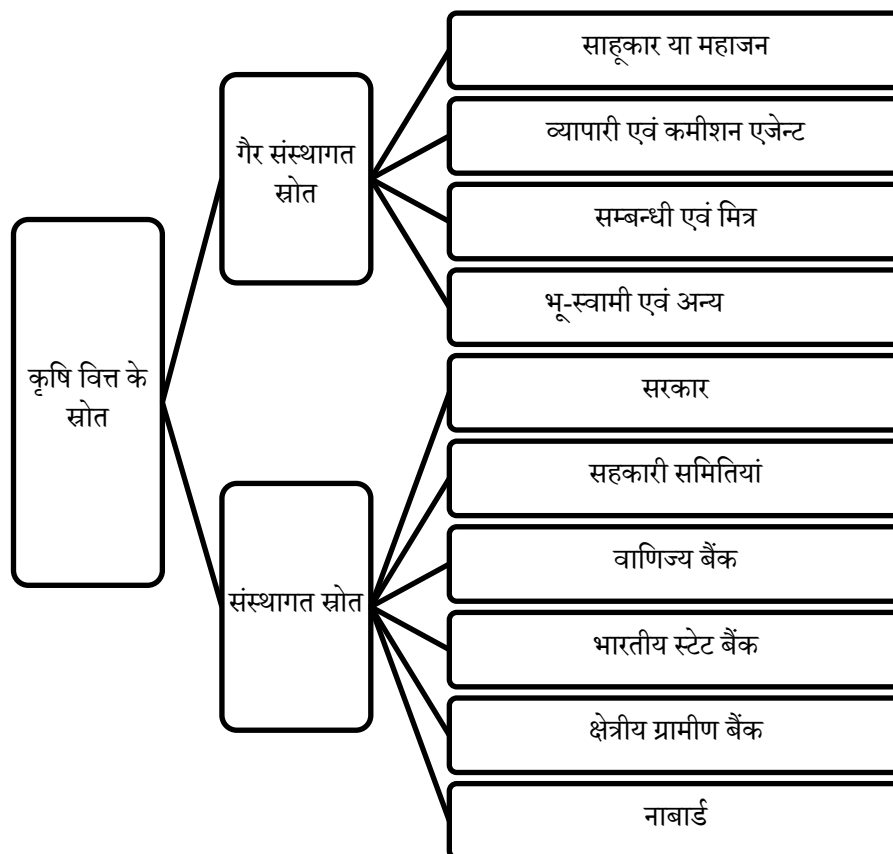 कृषि वित्त के
स्रोत
गैर संस्थागत
स्रोत
साहूकार या महाजन
व्यापारी एवं कमीशन एजेन्ट
सम्बन्धी एवं मित्र
भू-स्वामी एवं अन्य
संस्थागत स्रोत
सरकार
सहकारी समितियां
वाणिज्य बैंक
भारतीय स्टेट बैंक
क्षेत्रीय ग्रामीण बैंक
नाबार्ड